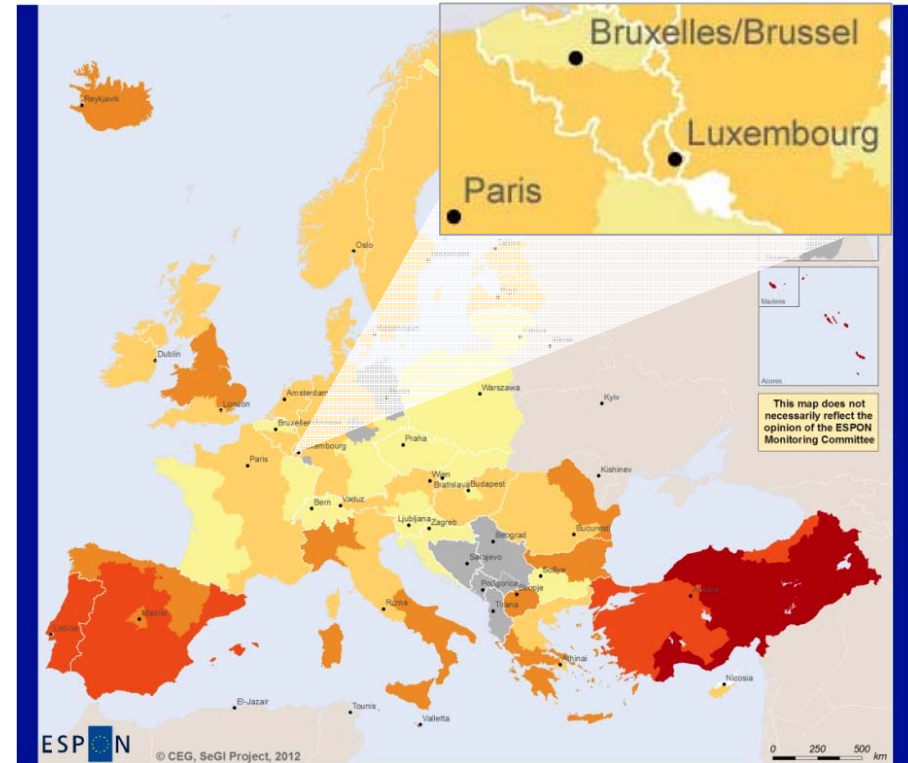 Bruxelles/Brussel
Luxembourg
Paris
Reykjavik
Oslo
Madeira
Acores
Dublin
London
Amsterdam
Bruxelles
Warszawa
Kyiv
This map does not
necessarily reflect the
opinion of the ESPON
Monitoring Committee
Praha
Paris
Kishinev
Wien
Bratislava
Budapest
Bern
Vaduz
Ljubljana
Zagreb
Beograd
Bucuresti
Sarajevo
Sofiya
Podgorica
Skopje
Tirana
Roma
Madrid
Athinai
Nicosia
El-Jazair
Tounis
Valletta
ESPON
© CEG, SeGI Project, 2012
0 250 500
km